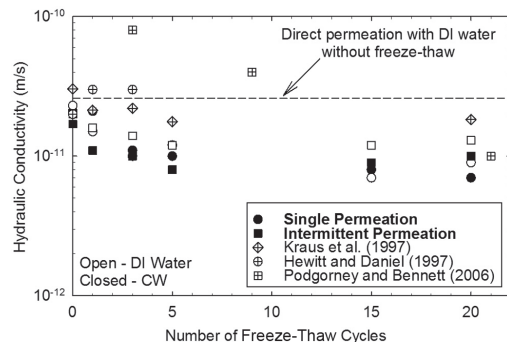 10-10
Direct permeation with DI water
without freeze-thaw
Hydraulic Conductivity (m/s)
10-11
Single Permeation
Intermittent Permeation
Kraus et al. (1997)
Hewitt and Daniel (1997)
Podgorney and Bennett (2006)
Open - DI Water
Closed - CW
10-12
0 5 10 15 20
Number of Freeze-Thaw Cycles